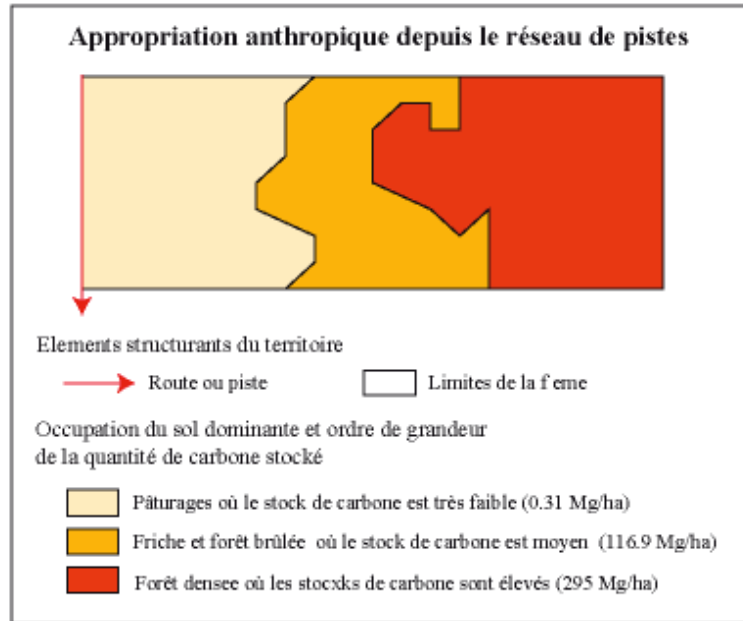 Appropriation anthropique depuis le réseau de pistes
Elements structurants du territoire
Route ou piste
Limites de la f eme
Occupation du sol dominante et ordre de grandeur
de la quantité de carbone stocké
Pâturages où le stock de carbone est très faible (0.31 Mg/ha)
Friche et forêt brûlée où le stock de carbone est moyen (116.9 Mg/ha)
Forêt densee où les stocxks de carbone sont élevés (295 Mg/ha)